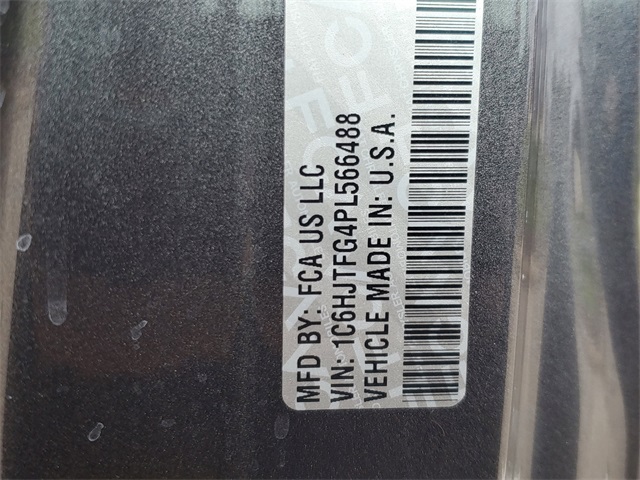 MFD BY: FCA US LLC
VIN: 1C6HJTFG4PL566488
VEHICLE MADE IN: U.S.A.